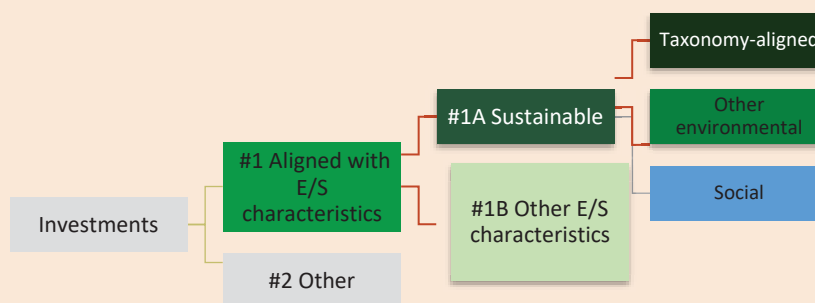 Taxonomy-aligned
#1A Sustainable
Other
environmental
#1 Aligned with
E/S
characteristics
Social
#1B Other E/S
characteristics
Investments
#2 Other